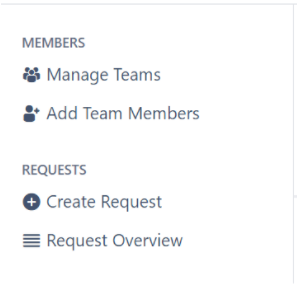 MEMBERS
Manage Teams
Add Team Members
REQUESTS
Create Request
Request Overview